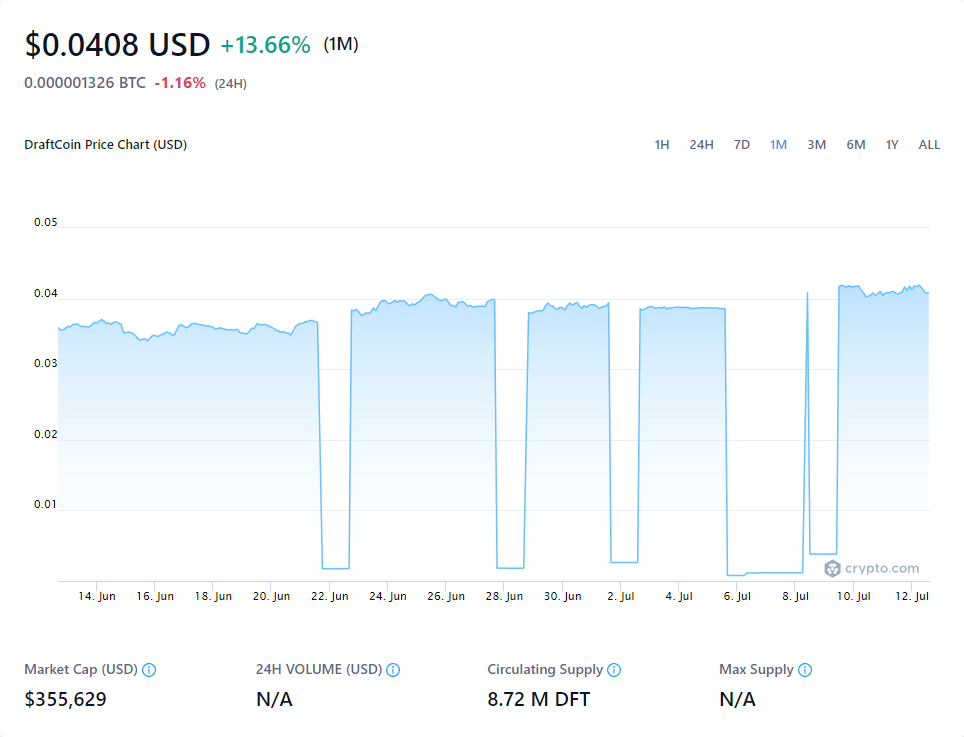 $0.0408 USD +13.66% (1M)
0.000001326 BTC -1.16% (24H)
DraftCoin Price Chart (USD) 1H 24H 7D 1M 3M 6M 1Y ALL
0.05
0.04
0.03
0.02
0.01
crypto.com
14. Jun 16. Jun 18. Jun 20. Jun 22. Jun 24. Jun 26. Jun 28. Jun 30. Jun 2. Jul 4. Jul 6. Jul 8. Jul 10. Jul 12. Jul
Market Cap (USD) 24H VOLUME (USD) Circulating Supply Max Supply
$355,629 N/A 8.72 M DFT N/A